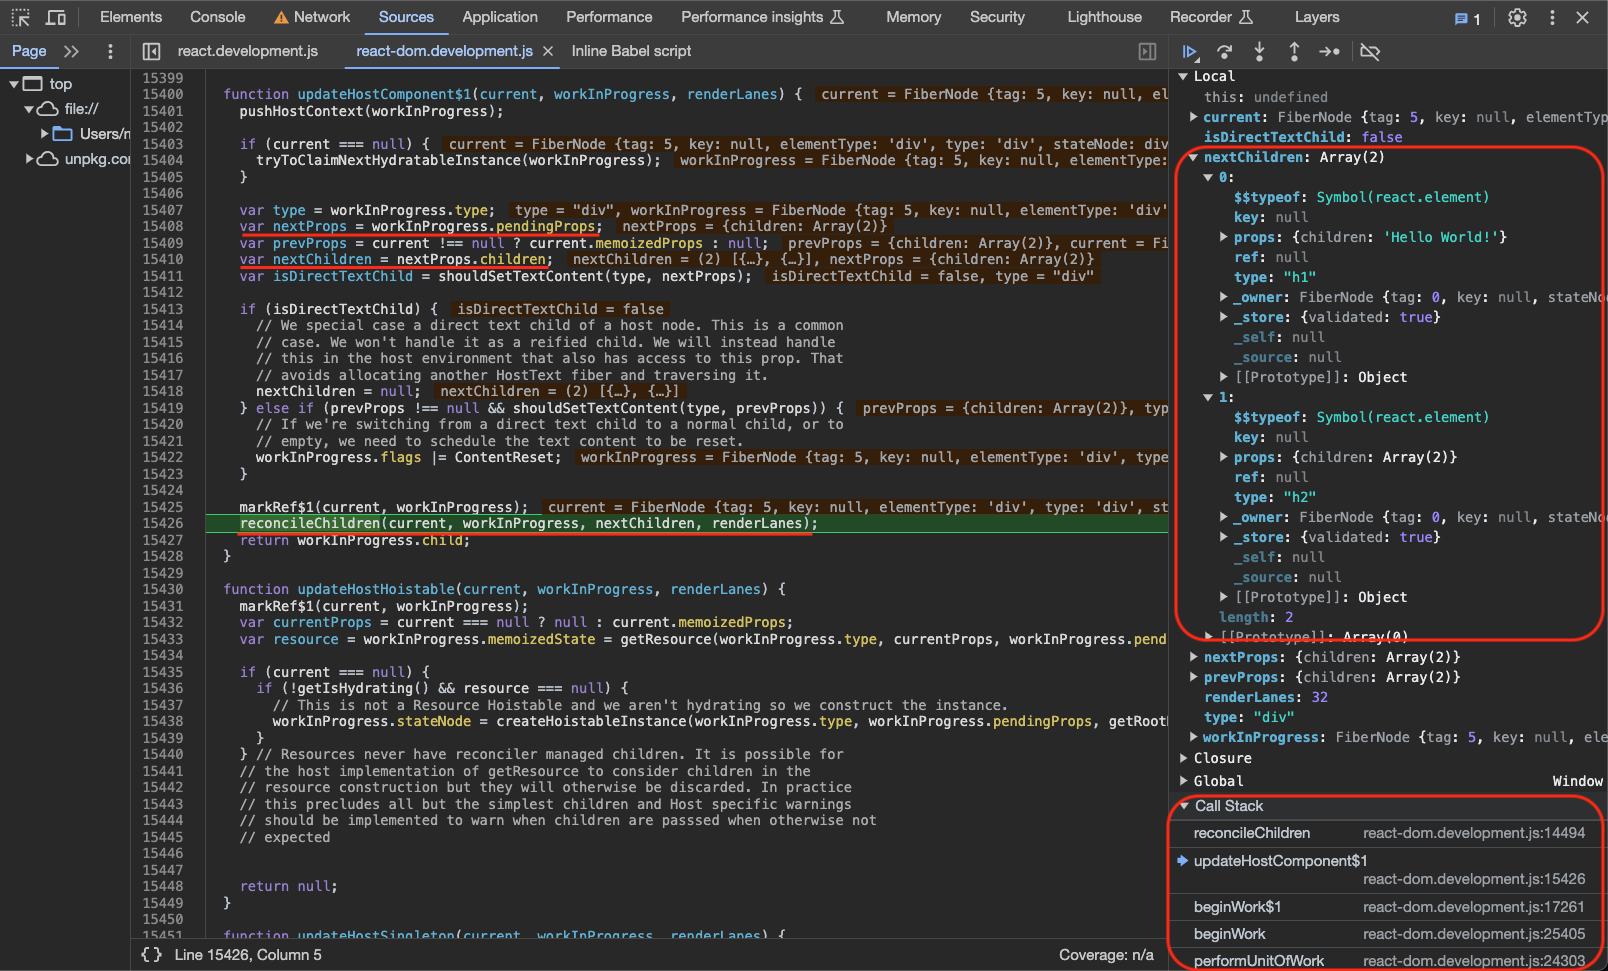 Elements Console Network Sources Application Performance Performance insights Memory Security Lighthouse Recorder Layers 1
Page react.development.js react-dom.development.js Inline Babel script
top
file://
Users/n
unpkg.co
15399
15400 function updateHostComponent$1(current, workInProgress, renderLanes) { current = FiberNode {tag: 5, key: null, el
15401 pushHostContext(workInProgress);
15402
15403 if (current === null) { current = FiberNode {tag: 5, key: null, elementType: 'div', type: 'div', stateNode: div
15404 tryToClaimNextHydratableInstance(workInProgress); workInProgress = FiberNode {tag: 5, key: null, elementType:
15405 }
15406
15407 var type = workInProgress.type; type = "div", workInProgress = FiberNode {tag: 5, key: null, elementType: 'div'
15408 var nextProps = workInProgress.pendingProps; nextProps = {children: Array(2)}
15409 var prevProps = current !== null ? current.memoizedProps : null; prevProps = {children: Array(2)}, current = Fi
15410 var nextChildren = nextProps.children; nextChildren = (2) [{…}, {…}], nextProps = {children: Array(2)}
15411 var isDirectTextChild = shouldSetTextContent(type, nextProps); isDirectTextChild = false, type = "div"
15412
15413 if (isDirectTextChild) { isDirectTextChild = false
15414 // We special case a direct text child of a host node. This is a common
15415 // case. We won't handle it as a reified child. We will instead handle
15416 // this in the host environment that also has access to this prop. That
15417 // avoids allocating another HostText fiber and traversing it.
15418 nextChildren = null; nextChildren = (2) [{…}, {…}]
15419 } else if (prevProps !== null && shouldSetTextContent(type, prevProps)) { prevProps = {children: Array(2)}, typ
15420 // If we're switching from a direct text child to a normal child, or to
15421 // empty, we need to schedule the text content to be reset.
15422 workInProgress.flags |= ContentReset; workInProgress = FiberNode {tag: 5, key: null, elementType: 'div', type
15423 }
15424
15425 markRef$1(current, workInProgress); current = FiberNode {tag: 5, key: null, elementType: 'div', type: 'div', st
15426 reconcileChildren(current, workInProgress, nextChildren, renderLanes);
15427 return workInProgress.child;
15428 }
15429
15430 function updateHostHoistable(current, workInProgress, renderLanes) {
15431 markRef$1(current, workInProgress);
15432 var currentProps = current === null ? null : current.memoizedProps;
15433 var resource = workInProgress.memoizedState = getResource(workInProgress.type, currentProps, workInProgress.pend
15434
15435 if (current === null) {
15436 if (!getIsHydrating() && resource === null) {
15437 // This is not a Resource Hoistable and we aren't hydrating so we construct the instance.
15438 workInProgress.stateNode = createHoistableInstance(workInProgress.type, workInProgress.pendingProps, getRootH
15439 }
15440 } // Resources never have reconciler managed children. It is possible for
15441 // the host implementation of getResource to consider children in the
15442 // resource construction but they will otherwise be discarded. In practice
15443 // this precludes all but the simplest children and Host specific warnings
15444 // should be implemented to warn when children are passsed when otherwise not
15445 // expected
15446
15447
15448 return null;
15449 }
15450
15451 function updateHostSingleton(current, workInProgress, renderLanes) {
{} Line 15426, Column 5 Coverage: n/a
Local
this: undefined
current: FiberNode {tag: 5, key: null, elementTyp
isDirectTextChild: false
nextChildren: Array(2)
0:
$$typeof: Symbol(react.element)
key: null
props: {children: 'Hello World!'}
ref: null
type: "h1"
_owner: FiberNode {tag: 0, key: null, stateNo
_store: {validated: true}
_self: null
_source: null
[[Prototype]]: Object
1:
$$typeof: Symbol(react.element)
key: null
props: {children: Array(2)}
ref: null
type: "h2"
_owner: FiberNode {tag: 0, key: null, stateNo
_store: {validated: true}
_self: null
_source: null
[[Prototype]]: Object
length: 2
[[Prototype]]: Array(0)
nextProps: {children: Array(2)}
prevProps: {children: Array(2)}
renderLanes: 32
type: "div"
workInProgress: FiberNode {tag: 5, key: null, ele
Closure
Global Window
Call Stack
reconcileChildren react-dom.development.js:14494
updateHostComponent$1
react-dom.development.js:15426
beginWork$1 react-dom.development.js:17261
beginWork react-dom.development.js:25405
performUnitOfWork react-dom.development.js:24303